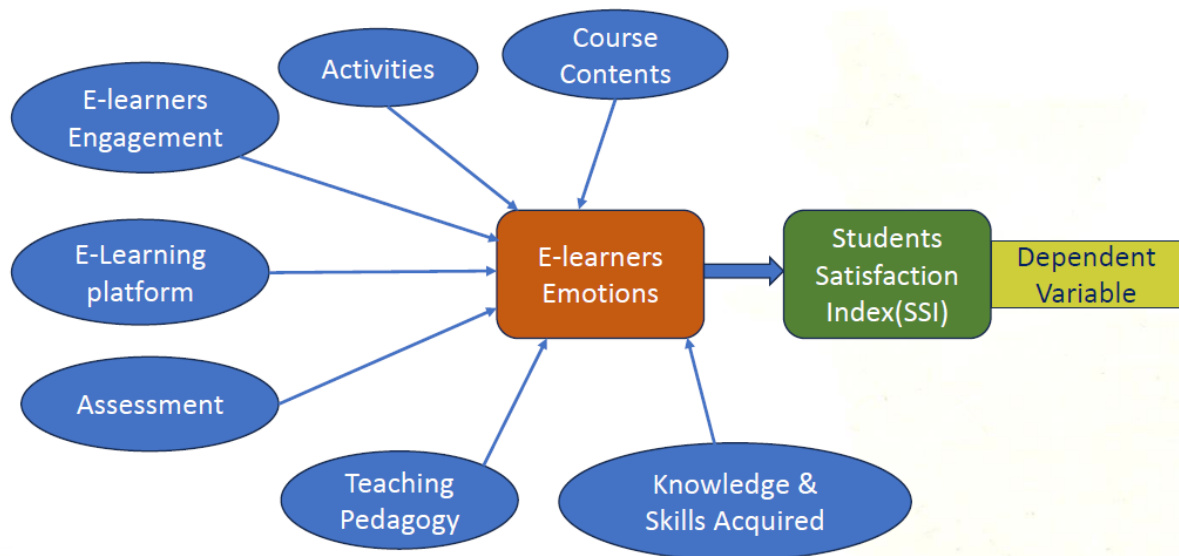 Course
Contents
Activities
E-learners
Engagement
E-Learning
platform
E-learners
Emotions
Students
Satisfaction
Index(SSI)
Dependent
Variable
Assessment
Teaching
Pedagogy
Knowledge &
Skills Acquired